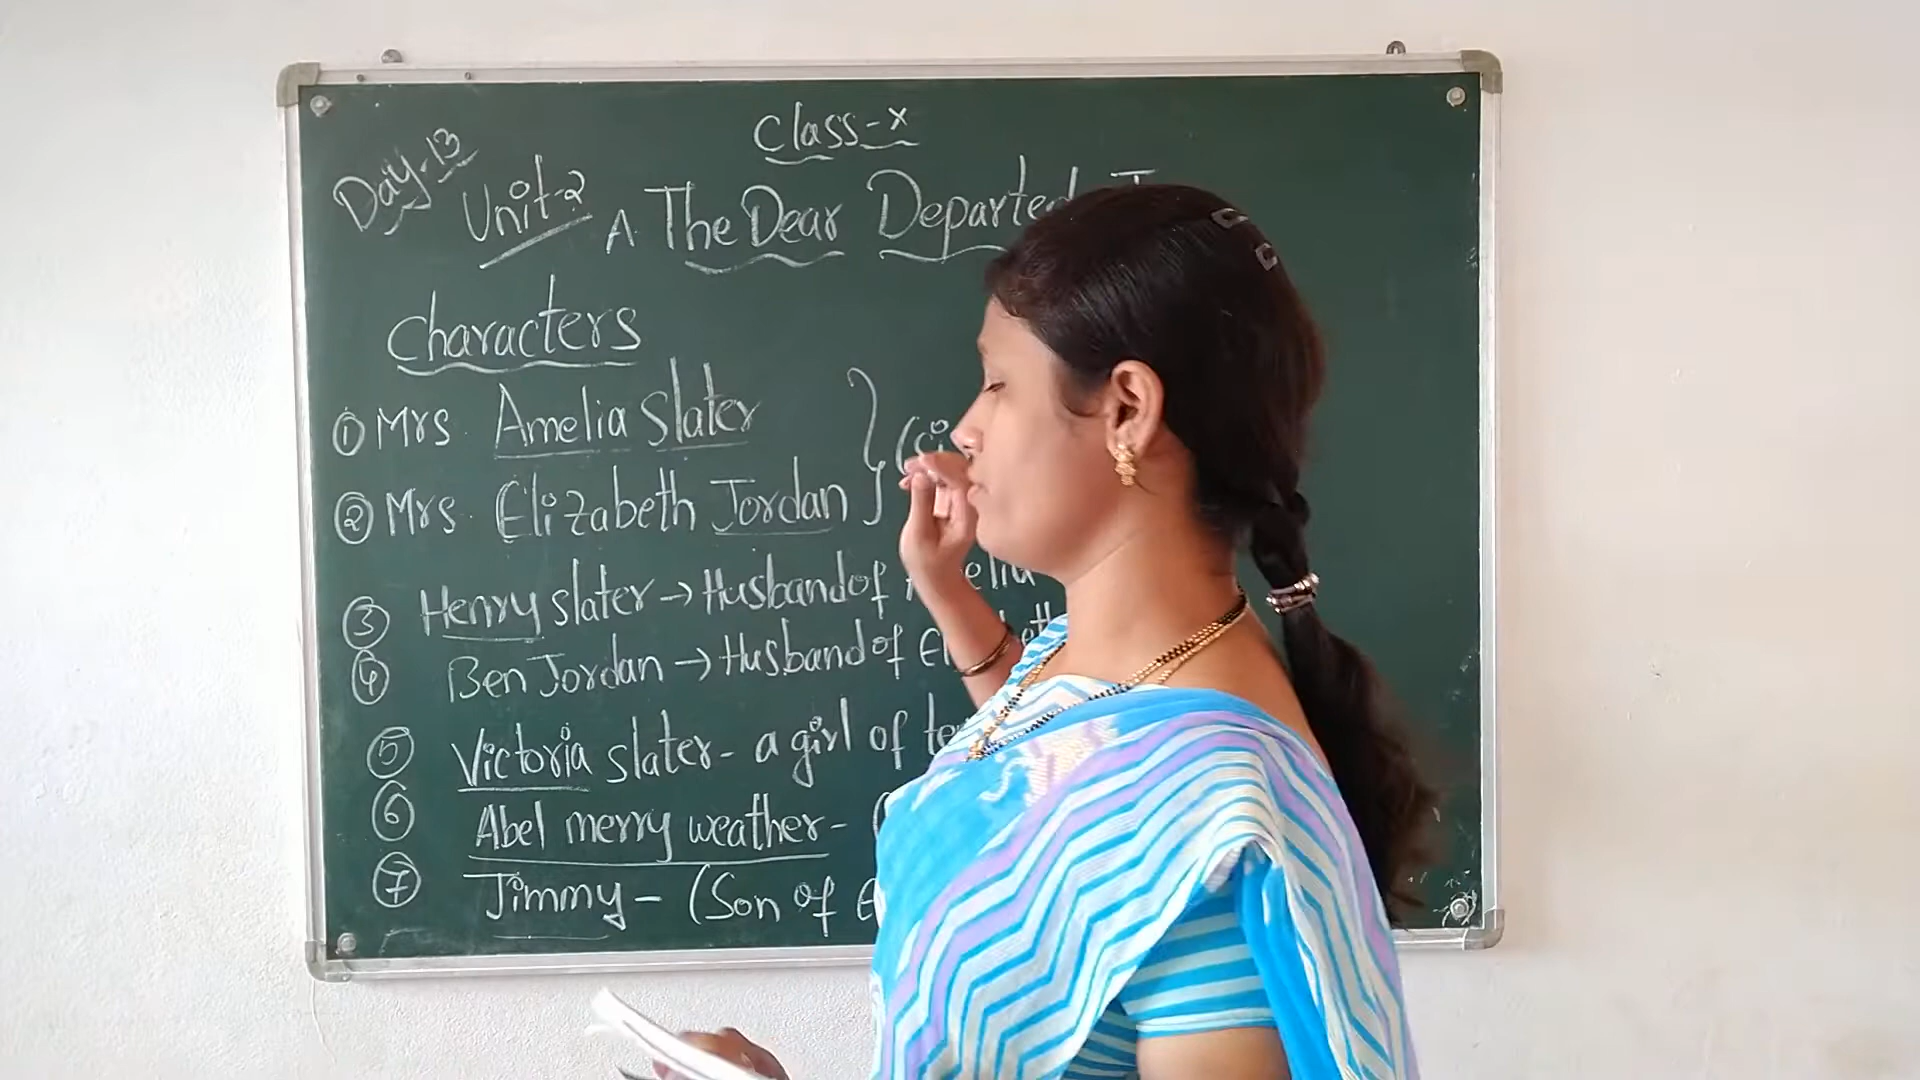 Class-X
Day-13
Unit-2 A The Dear Departed-I
Characters
① Mrs Amelia Slater
② Mrs Elizabeth Jordan
③ Henry Slater → Husband of Amelia
④ Ben Jordan → Husband of
⑤ Victoria Slater - a girl of
⑥ Abel merry weather -
⑦ Jimmy - (Son of